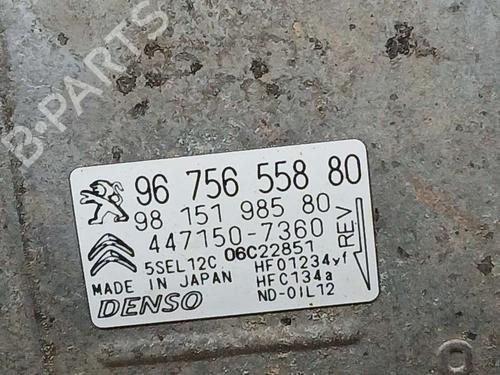 B-PARTS
96 756 558 80
98 151 985 80
447150-7360
5SEL12C 06C22851
MADE IN JAPAN
DENSO
HFO1234yf
HFC134a
ND-OIL12
REV